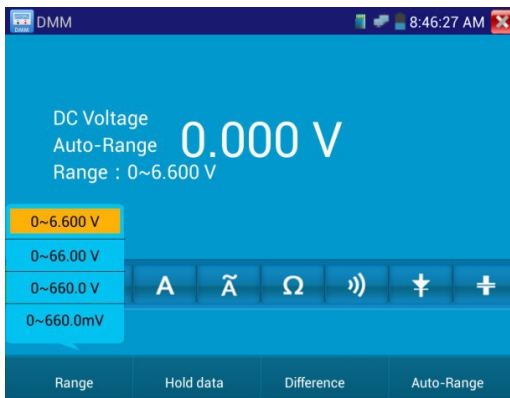 DMM
DMM
8:46:27 AM
DC Voltage
Auto-Range
0.000 V
Range : 0~6.600 V
0~6.600 V
0~66.00 V
0~660.0 V
0~660.0mV
A Ã Ω
Range Hold data Difference Auto-Range